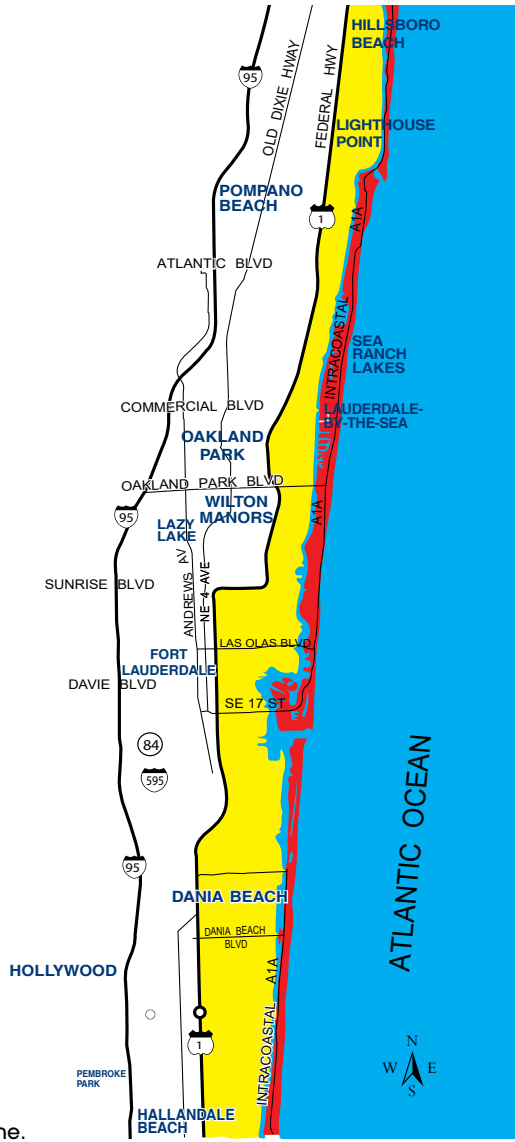 HILLSBORO
BEACH
95
OLD DIXIE HWAY
FEDERAL HWY
LIGHTHOUSE
POINT
POMPANO
BEACH
1
A1A
ATLANTIC BLVD
INTRACOASTAL
SEA
RANCH
LAKES
COMMERCIAL BLVD
LAUDERDALE-
BY-THE-SEA
OAKLAND
PARK
OAKLAND PARK BLVD
WILTON
MANORS
95
A1A
LAZY
LAKE
ANDREWS AV
NE 4 AVE
SUNRISE BLVD
LAS OLAS BLVD
FORT
LAUDERDALE
DAVIE BLVD
SE 17 ST
84
595
ATLANTIC OCEAN
95
DANIA BEACH
DANIA BEACH
BLVD
HOLLYWOOD
A1A
INTRACOASTAL
1
N
W E
S
PEMBROKE
PARK
HALLANDALE
BEACH
ne.